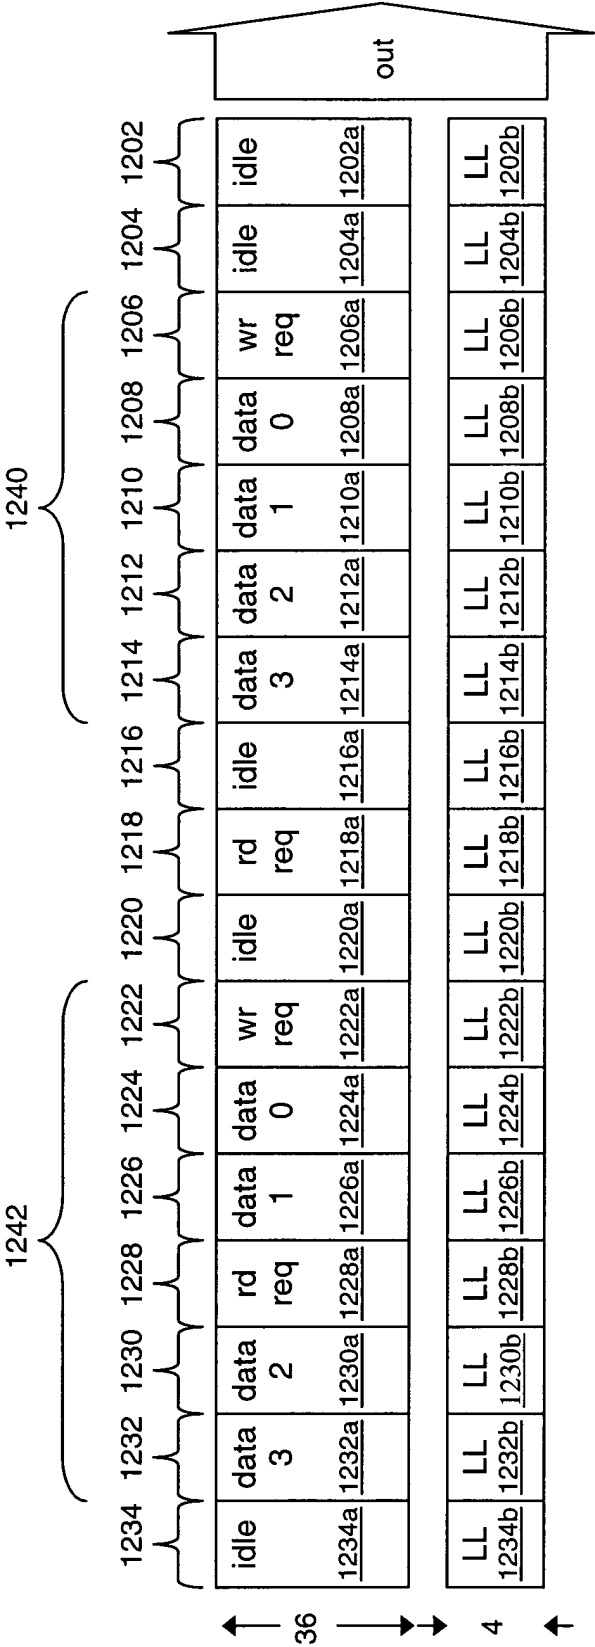 1242
1240
1234 1232 1230 1228 1226 1224 1222 1220 1218 1216 1214 1212 1210 1208 1206 1204 1202
36
idle
1234a
data
3
1232a
data
2
1230a
rd
req
1228a
data
1
1226a
data
0
1224a
wr
req
1222a
idle
1220a
rd
req
1218a
idle
1216a
data
3
1214a
data
2
1212a
data
1
1210a
data
0
1208a
wr
req
1206a
idle
1204a
idle
1202a
out
4
LL
1234b
LL
1232b
LL
1230b
LL
1228b
LL
1226b
LL
1224b
LL
1222b
LL
1220b
LL
1218b
LL
1216b
LL
1214b
LL
1212b
LL
1210b
LL
1208b
LL
1206b
LL
1204b
LL
1202b